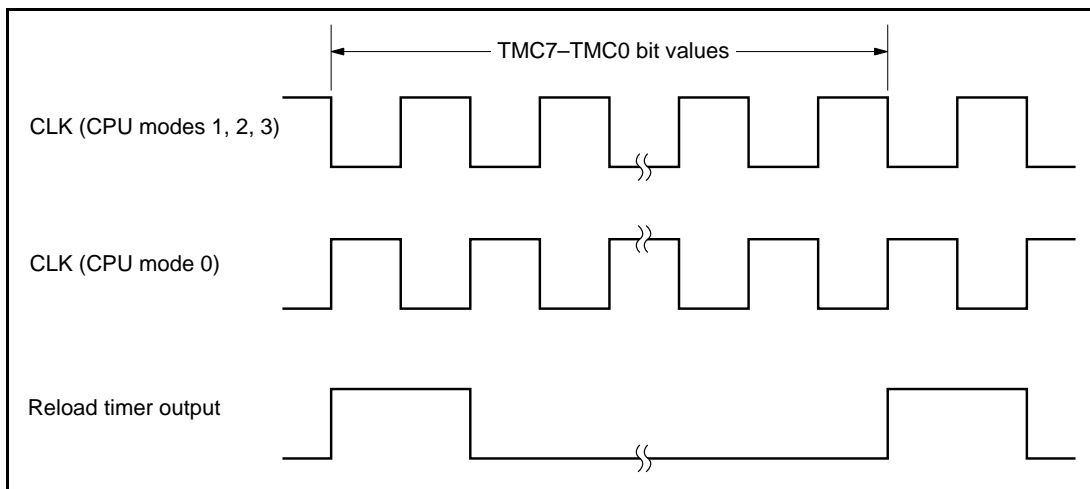 TMC7–TMC0 bit values
CLK (CPU modes 1, 2, 3)
CLK (CPU mode 0)
Reload timer output